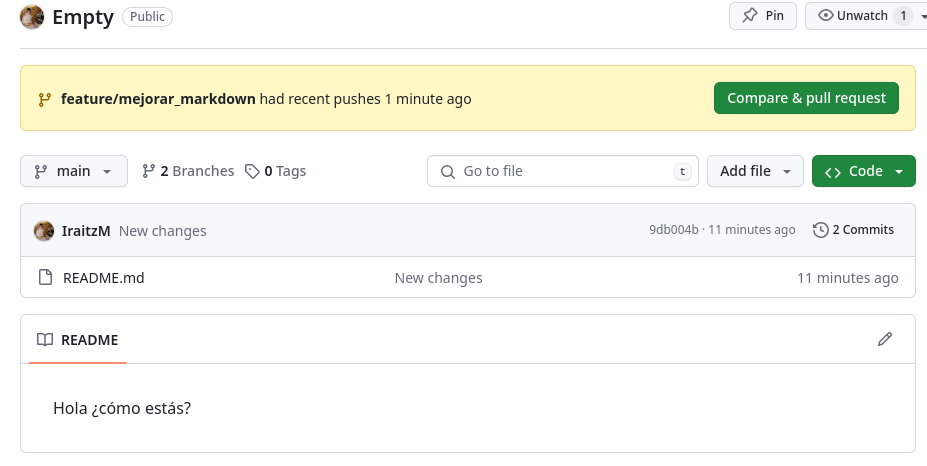 Empty Public Pin Unwatch 1
feature/mejorar_markdown had recent pushes 1 minute ago Compare & pull request
main 2 Branches 0 Tags Go to file t Add file Code
IraitzM New changes 9db004b · 11 minutes ago 2 Commits
README.md New changes 11 minutes ago
README
Hola ¿cómo estás?